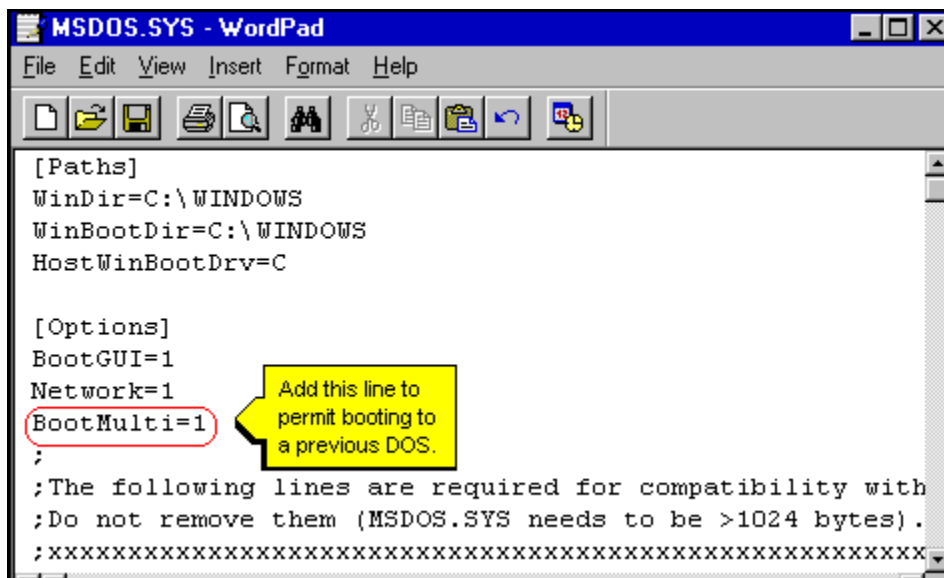 MSDOS.SYS - WordPad
File Edit View Insert Format Help
[Paths]
WinDir=C:\WINDOWS
WinBootDir=C:\WINDOWS
HostWinBootDrv=C
[Options]
BootGUI=1
Network=1
BootMulti=1
Add this line to
permit booting to
a previous DOS.
;
;The following lines are required for compatibility with
;Do not remove them (MSDOS.SYS needs to be >1024 bytes).
;xxxxxxxxxxxxxxxxxxxxxxxxxxxxxxxxxxxxxxxxxxxxxxxxxxxxxxx